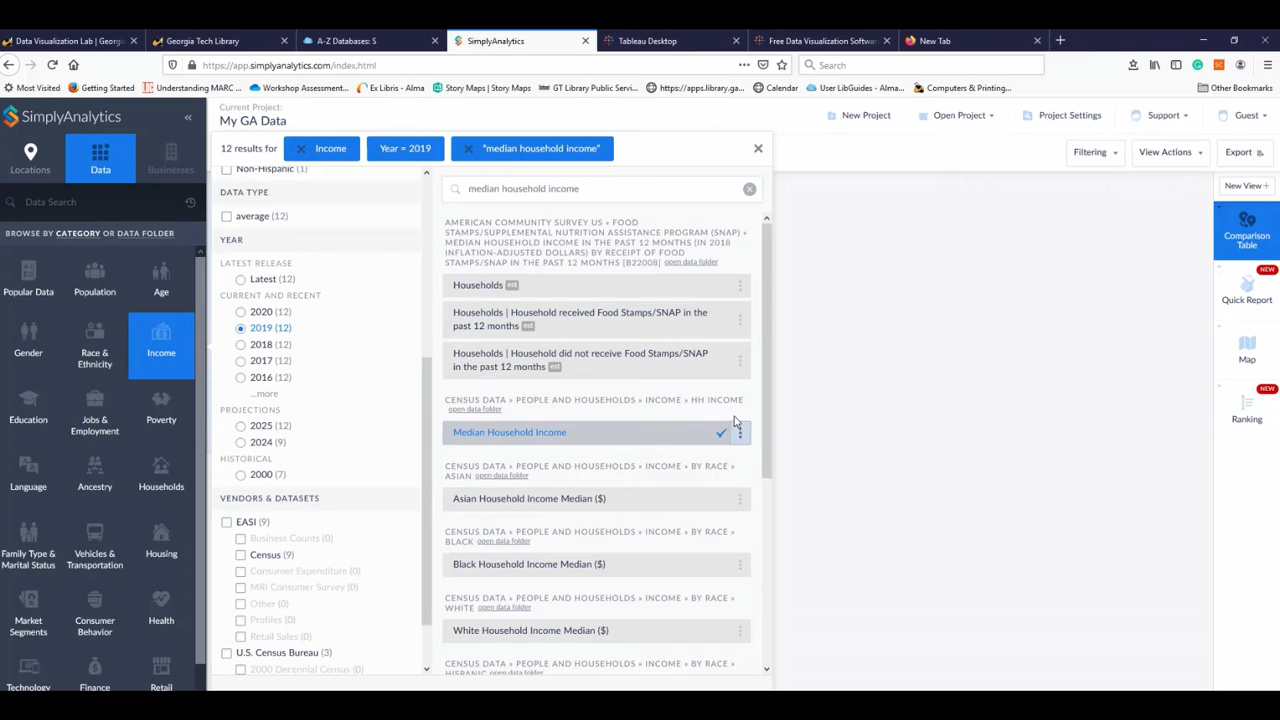 Data Visualization Lab | Georgia
Georgia Tech Library
A-Z Databases: S
SimplyAnalytics
Tableau Desktop
Free Data Visualization Softwar
New Tab
https://app.simplyanalytics.com/index.html
Search
Most Visited
Getting Started
Understanding MARC ...
Workshop Assessment...
Ex Libris - Alma
Story Maps | Story Maps
GT Library Public Servi...
https://apps.library.ga...
Calendar
User LibGuides - Alma
Computers & Printing...
Other Bookmarks
SimplyAnalytics
«
Locations
Data
Businesses
Data Search
BROWSE BY CATEGORY OR DATA FOLDER
Popular Data
Population
Age
Gender
Race & Ethnicity
Income
Education
Jobs & Employment
Poverty
Language
Ancestry
Households
Family Type & Marital Status
Vehicles & Transportation
Housing
Market Segments
Consumer Behavior
Health
Technology
Finance
Retail
Current Project:
My GA Data
New Project
Open Project
Project Settings
Support
Guest
12 results for
Income
Year = 2019
"median household income"
Filtering
View Actions
Export
Non-Hispanic
DATA TYPE
average (12)
YEAR
LATEST RELEASE
Latest (12)
CURRENT AND RECENT
2020 (12)
2019 (12)
2018 (12)
2017 (12)
2016 (12)
...more
PROJECTIONS
2025 (12)
2024 (9)
HISTORICAL
2000 (7)
VENDORS & DATASETS
EASI (9)
Business Counts (0)
Census (9)
Consumer Expenditure (0)
MRI Consumer Survey (0)
Other (0)
Profiles (0)
Retail Sales (0)
U.S. Census Bureau (3)
2000 Decennial Census (0)
median household income
AMERICAN COMMUNITY SURVEY US » FOOD
STAMPS/SUPPLEMENTAL NUTRITION ASSISTANCE PROGRAM (SNAP) »
MEDIAN HOUSEHOLD INCOME IN THE PAST 12 MONTHS (IN 2018
INFLATION-ADJUSTED DOLLARS) BY RECEIPT OF FOOD
STAMPS/SNAP IN THE PAST 12 MONTHS [B22008] open data folder
Households est
Households | Household received Food Stamps/SNAP in the
past 12 months est
Households | Household did not receive Food Stamps/SNAP
in the past 12 months est
CENSUS DATA » PEOPLE AND HOUSEHOLDS » INCOME » HH INCOME
open data folder
Median Household Income
CENSUS DATA » PEOPLE AND HOUSEHOLDS » INCOME » BY RACE »
ASIAN open data folder
Asian Household Income Median ($)
CENSUS DATA » PEOPLE AND HOUSEHOLDS » INCOME » BY RACE »
BLACK open data folder
Black Household Income Median ($)
CENSUS DATA » PEOPLE AND HOUSEHOLDS » INCOME » BY RACE »
WHITE open data folder
White Household Income Median ($)
CENSUS DATA » PEOPLE AND HOUSEHOLDS » INCOME » BY RACE »
HISPANIC open data folder
New View +
Comparison
Table
NEW
Quick Report
Map
NEW
Ranking